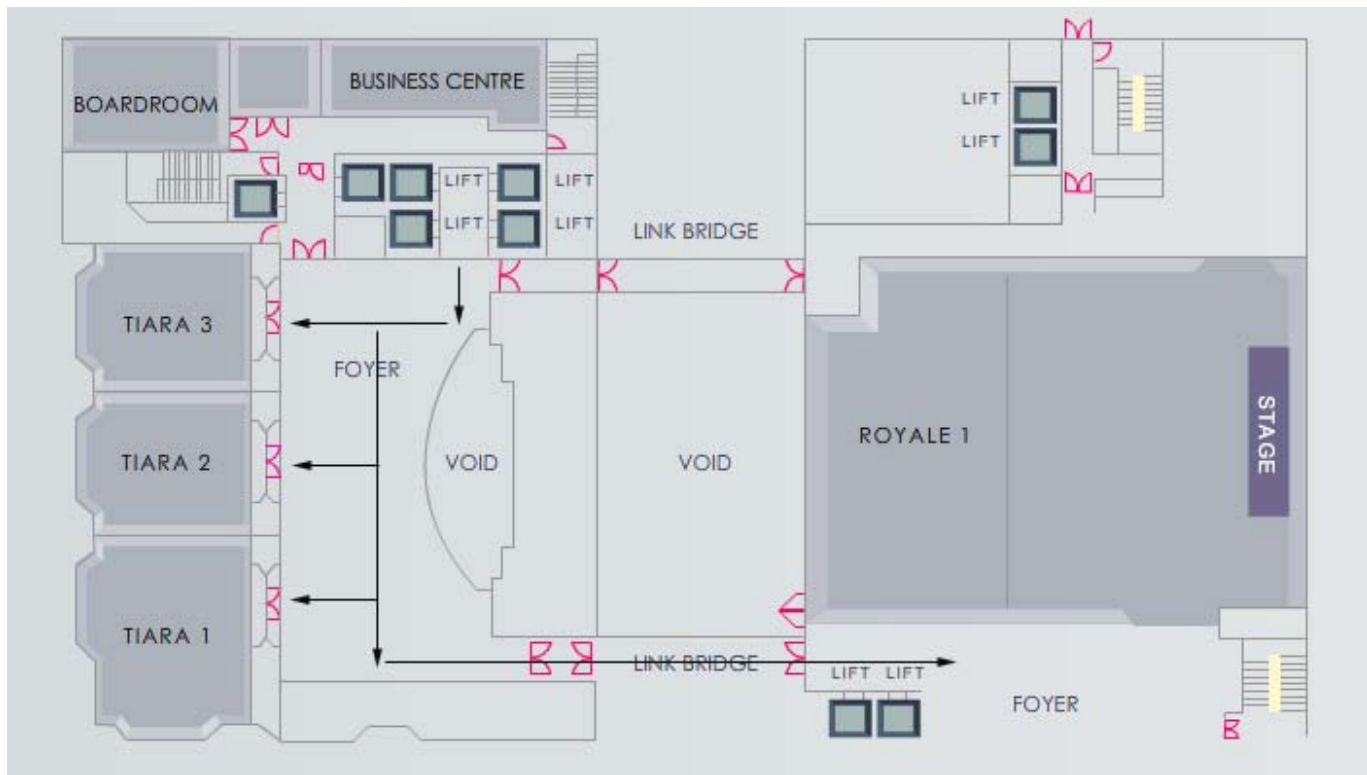 BUSINESS CENTRE
BOARDROOM
LIFT
LIFT
LIFT
LIFT
LIFT
LIFT
LINK BRIDGE
TIARA 3
FOYER
TIARA 2
VOID
VOID
ROYALE 1
STAGE
TIARA 1
LINK BRIDGE
LIFT LIFT
FOYER